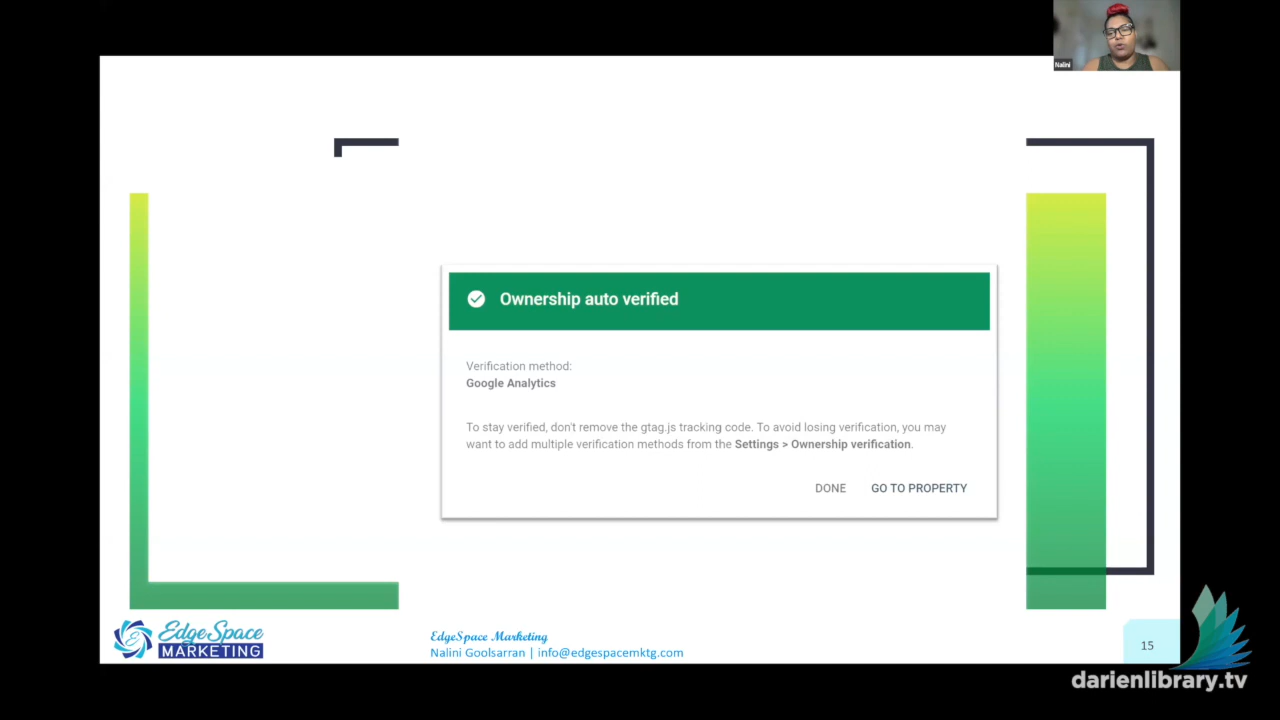 Nalini
Ownership auto verified
Verification method:
Google Analytics
To stay verified, don't remove the gtag.js tracking code. To avoid losing verification, you may
want to add multiple verification methods from the Settings > Ownership verification.
DONE GO TO PROPERTY
EdgeSpace
MARKETING
EdgeSpace Marketing
Nalini Goolsarran | info@edgespacemktg.com
15
darienlibrary.tv